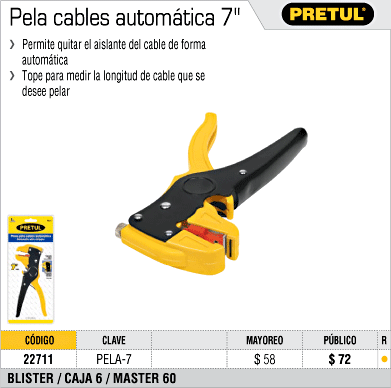 Pela cables automática 7"
PRETUL®
Permite quitar el aislante del cable de forma
automática
Tope para medir la longitud de cable que se
desee pelar
PRETUL
CÓDIGO CLAVE MAYOREO PÚBLICO R
22711 PELA-7 $ 58 $ 72
BLISTER / CAJA 6 / MASTER 60